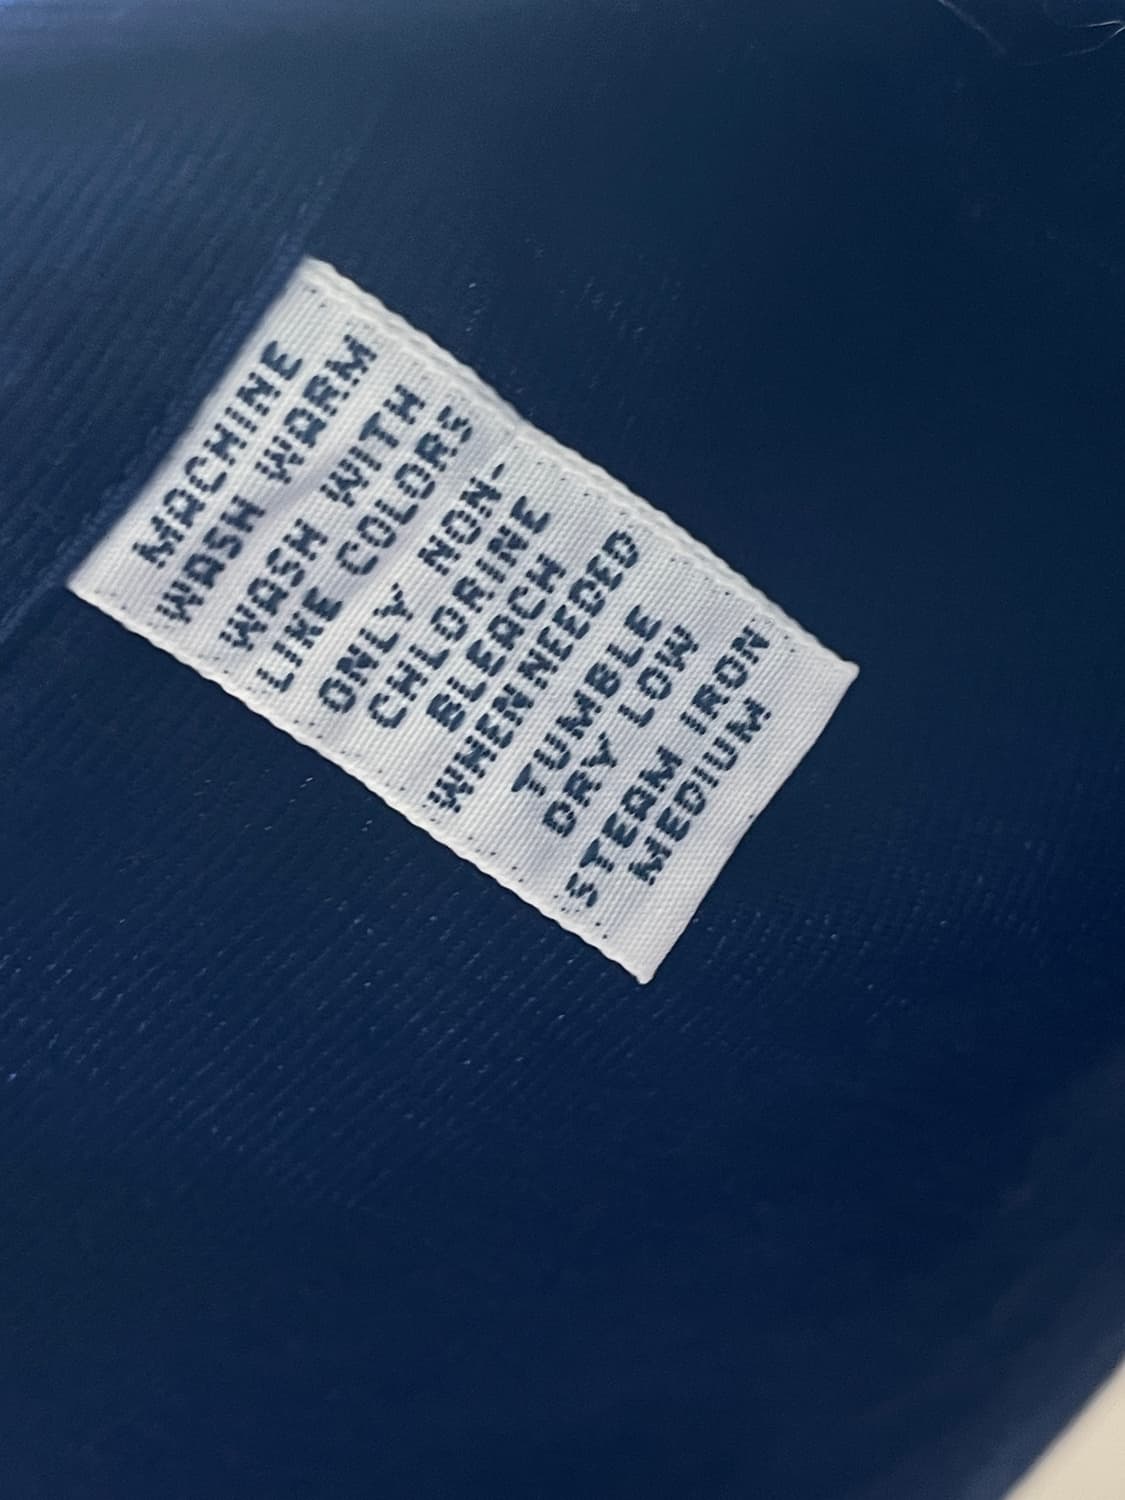 MACHINE
WASH WARM
WASH WITH
LIKE COLORS
ONLY NON-
CHLORINE
BLEACH
WHEN NEEDED
TUMBLE
DRY LOW
STEAM IRON
MEDIUM